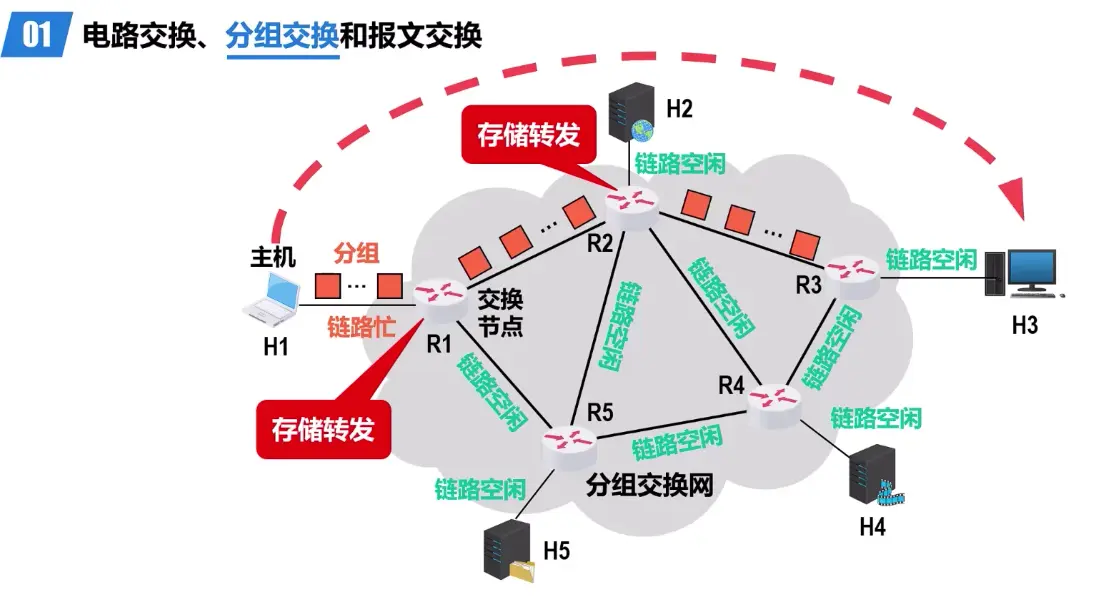 01 电路交换、分组交换和报文交换
H2
存储转发
链路空闲
主机
分组
...
...
...
R2
链路空闲
R3
H3
链路忙
H1
交换
节点
R1
链路空闲
链路空闲
链路空闲
链路空闲
存储转发
R4
R5
链路空闲
链路空闲
链路空闲
分组交换网
H4
H5